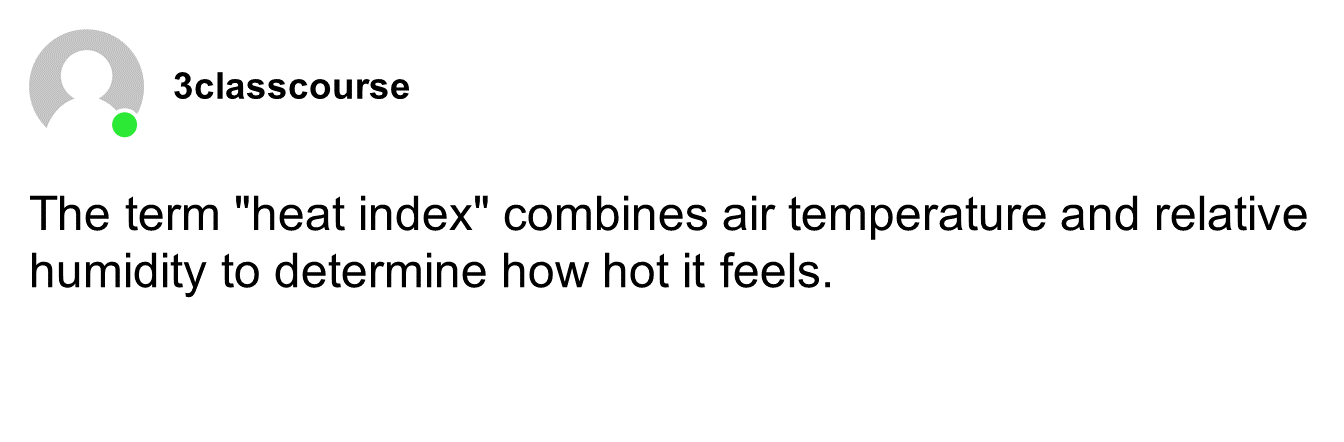 3classcourse
The term "heat index" combines air temperature and relative
humidity to determine how hot it feels.